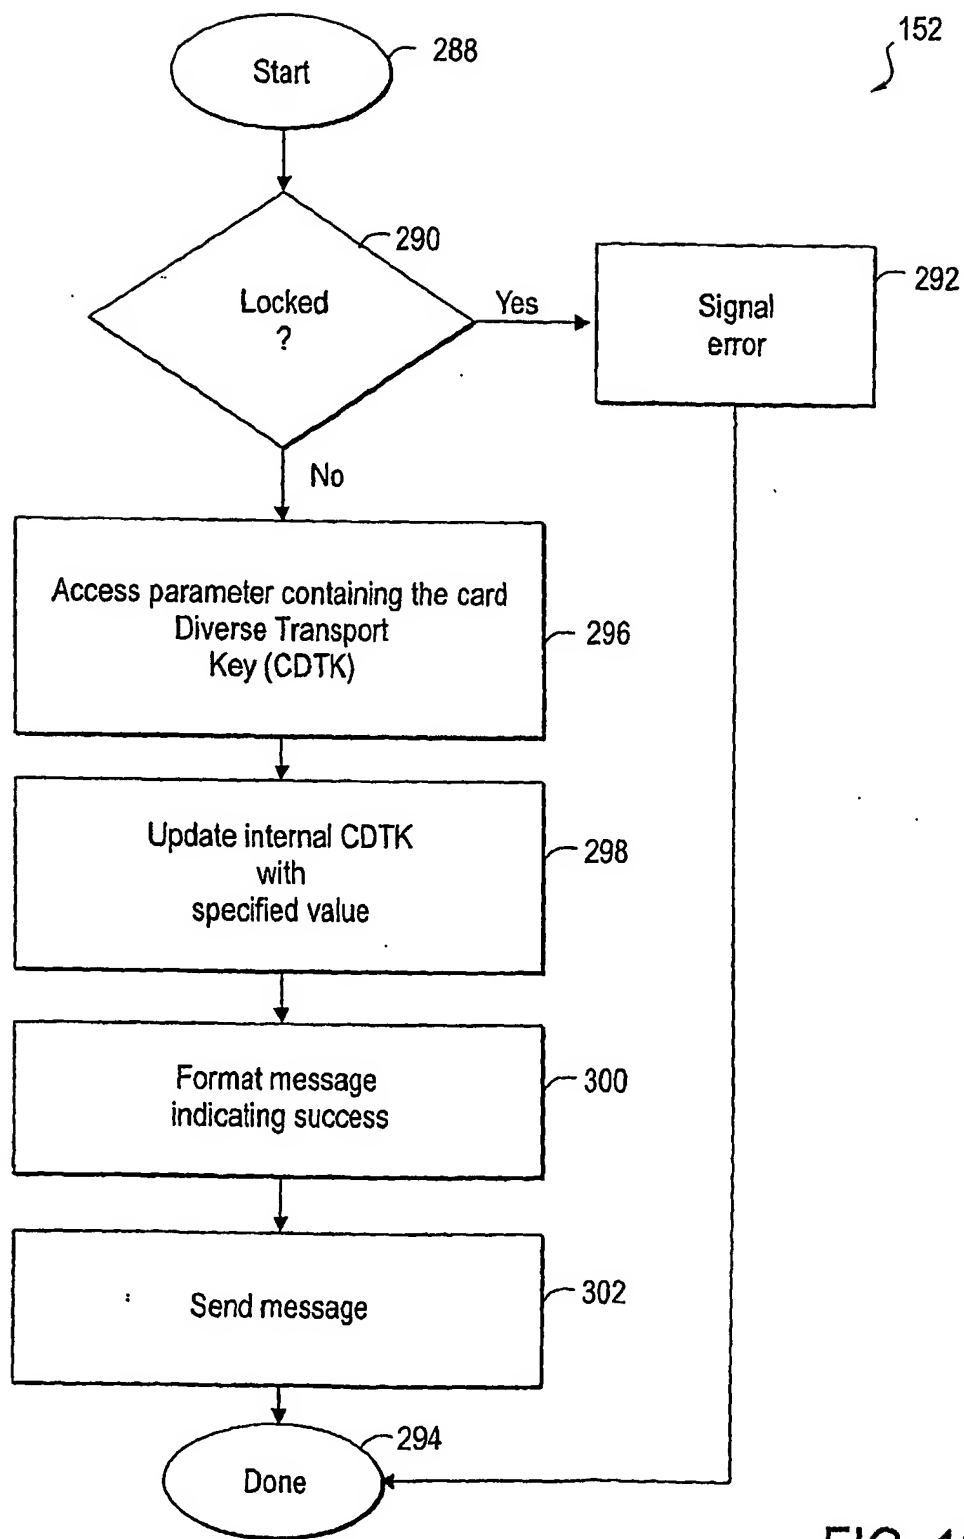 152
Start
288
Locked
?
290
Yes
Signal
error
292
No
Access parameter containing the card
Diverse Transport
Key (CDTK)
296
Update internal CDTK
with
specified value
298
Format message
indicating success
300
Send message
302
Done
294